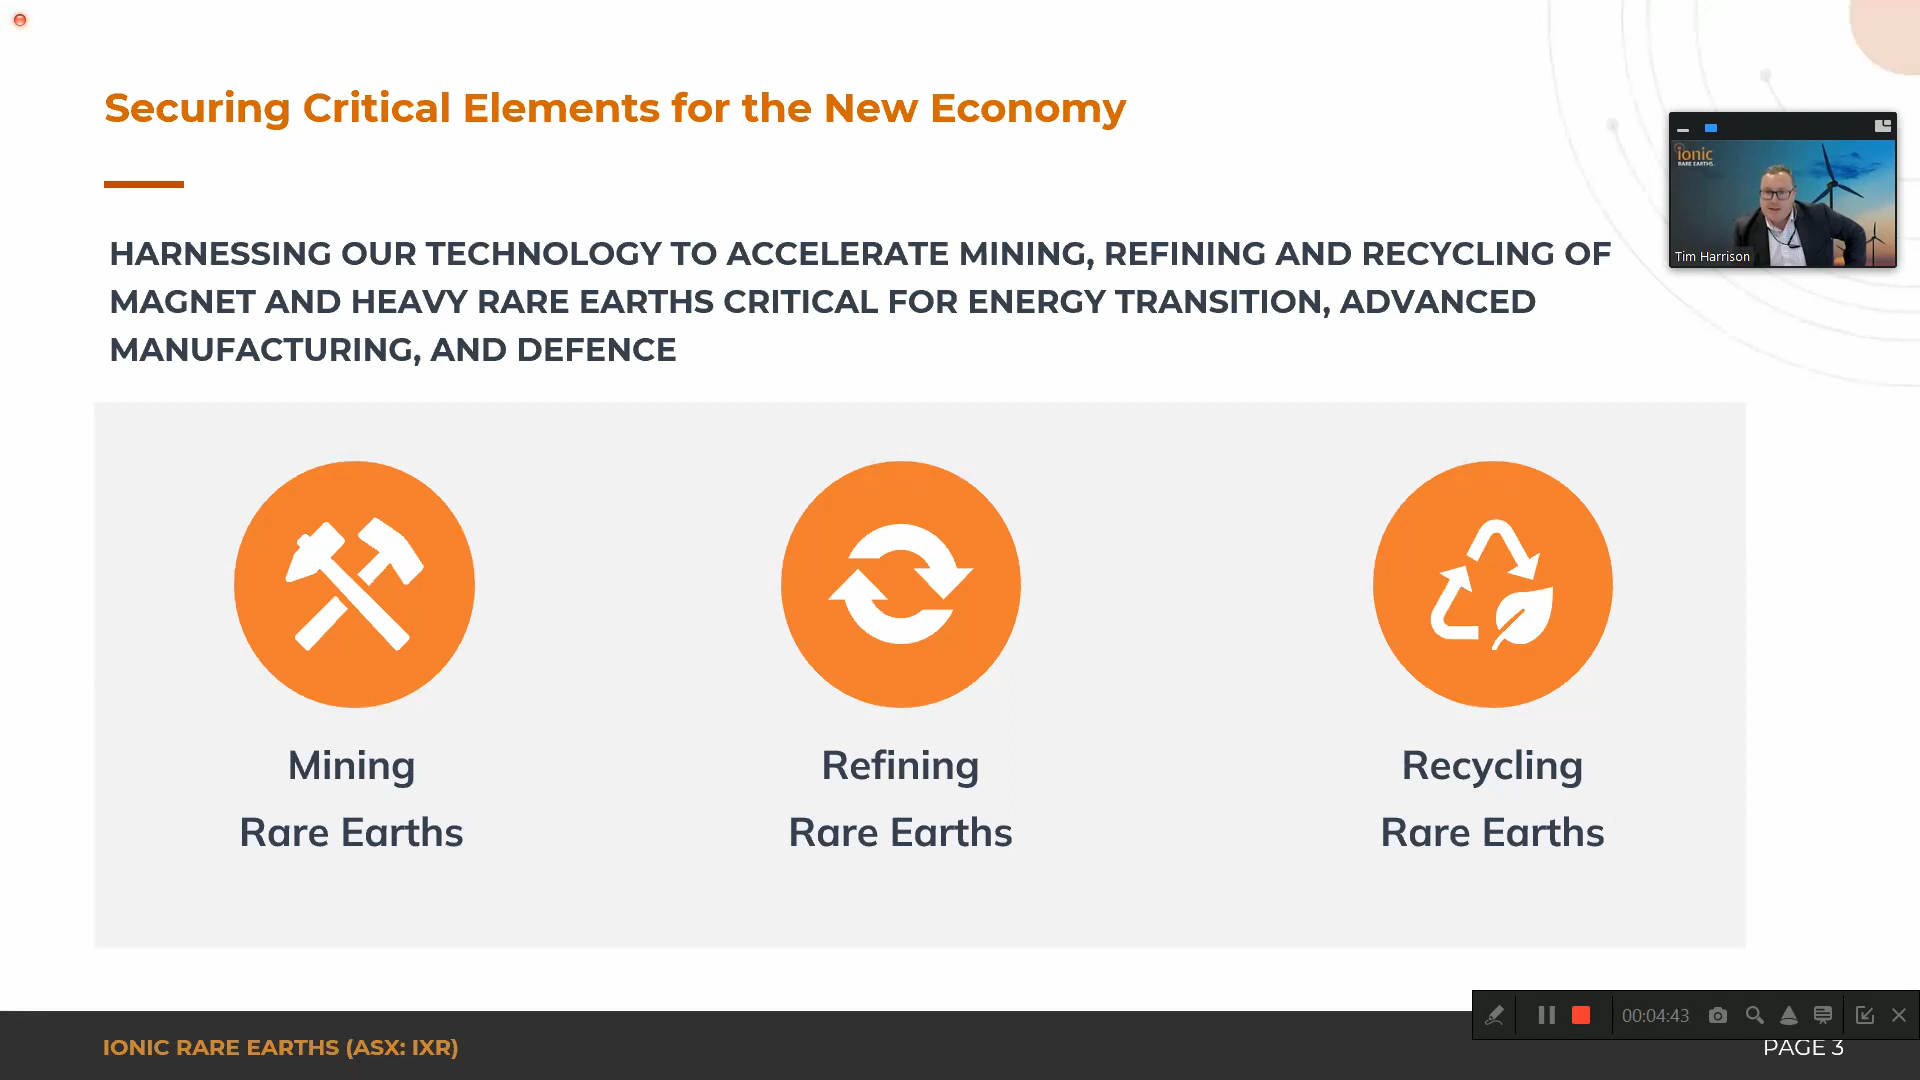 Securing Critical Elements for the New Economy
HARNESSING OUR TECHNOLOGY TO ACCELERATE MINING, REFINING AND RECYCLING OF
MAGNET AND HEAVY RARE EARTHS CRITICAL FOR ENERGY TRANSITION, ADVANCED
MANUFACTURING, AND DEFENCE
ionic
RARE EARTHS
Tim Harrison
Mining
Rare Earths
Refining
Rare Earths
Recycling
Rare Earths
00:04:43
IONIC RARE EARTHS (ASX: IXR)
PAGE 3